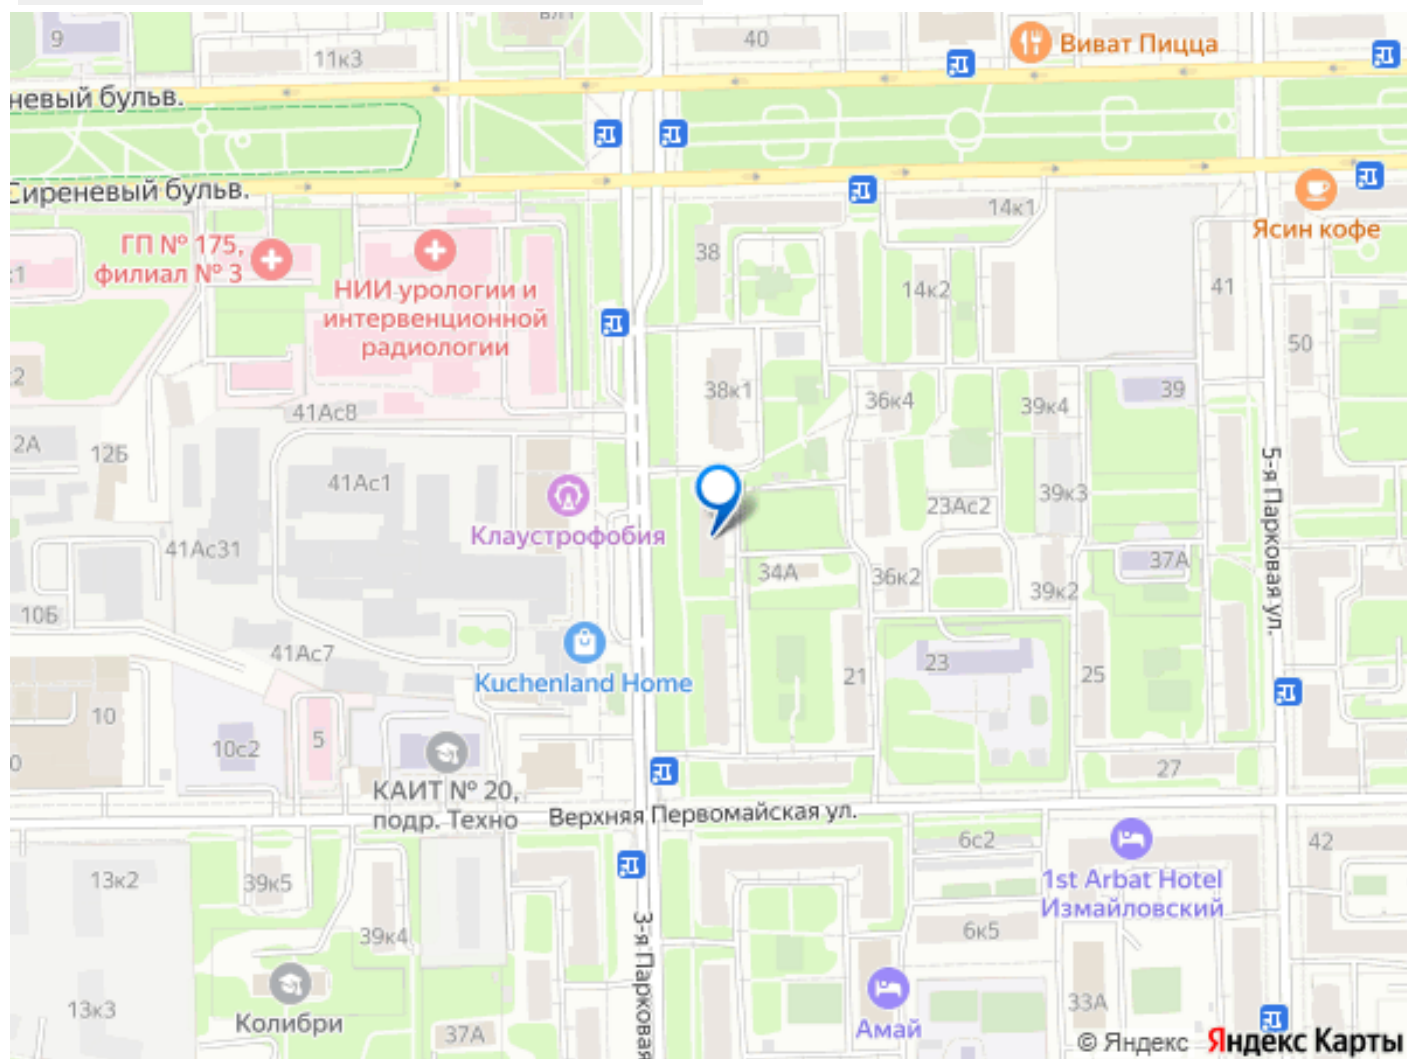 9
11к3
вл1
40
Виват Пицца
невый бульв.
Сиреневый бульв.
14к1
Ясин кофе
ГП № 175,
филиал № 3
НИИ урологии и
интервенционной
радиологии
38
14к2
41
50
38к1
36к4
39к4
39
41Ас8
2А
12Б
41Ас1
Клаустрофобия
41Ас31
23Ас2
39к3
5-я Парковая ул.
34А
36к2
39к2
37А
10Б
41Ас7
Kuchenland Home
21
23
25
10
10с2
5
27
КАИТ № 20,
подр. Техно
Верхняя Первомайская ул.
6с2
42
1st Arbat Hotel
Измайловский
13к2
39к5
39к4
3-я Парковая
6к5
13к3
Колибри
37А
Амай
33А
© Яндекс Яндекс Карты